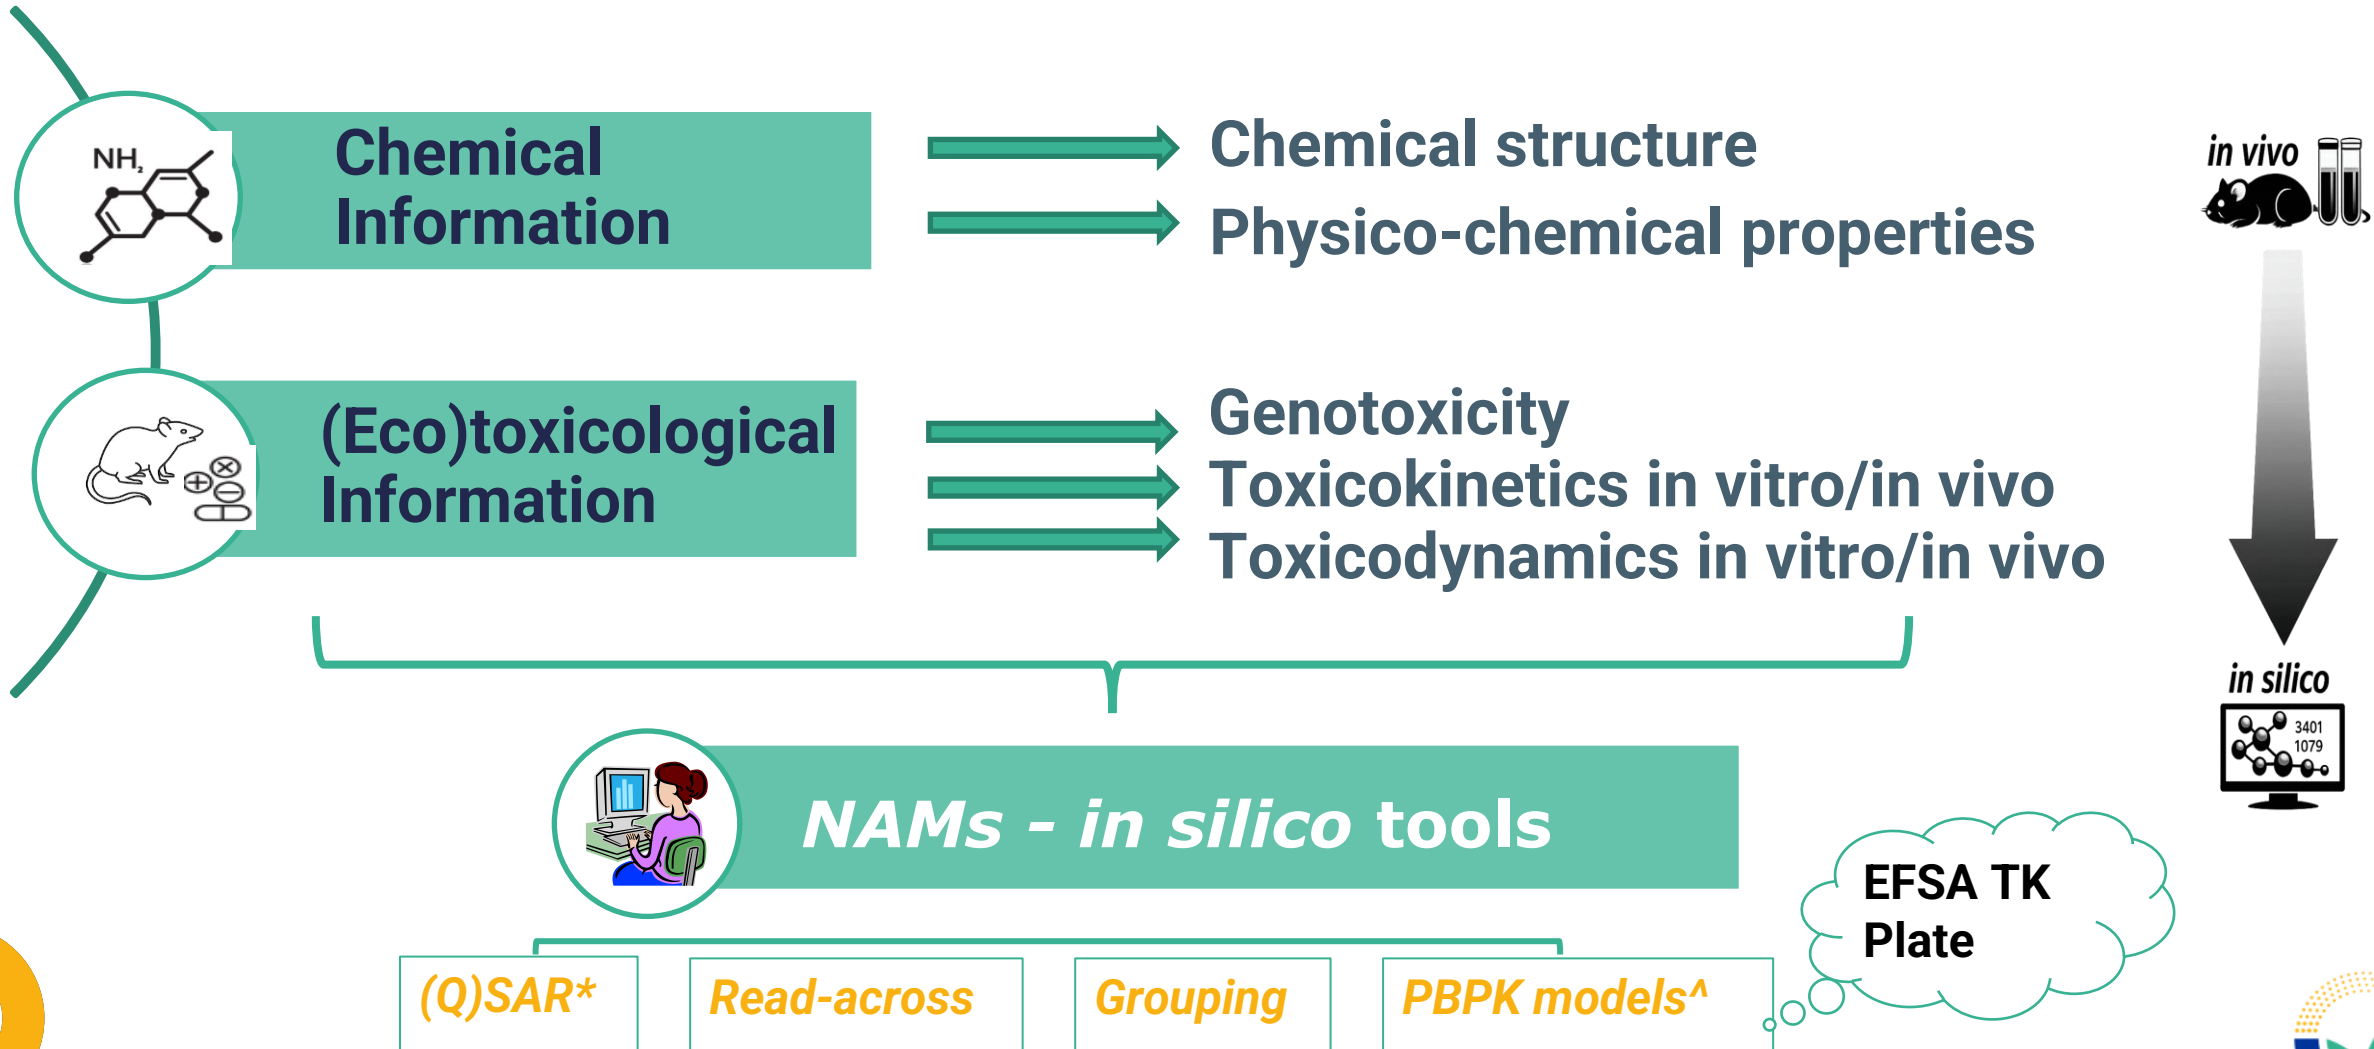 NH₂
Chemical
Information
Chemical structure
Physico-chemical properties
in vivo
(Eco)toxicological
Information
Genotoxicity
Toxicokinetics in vitro/in vivo
Toxicodynamics in vitro/in vivo
in silico
3401
1079
NAMs - in silico tools
EFSA TK
Plate
(Q)SAR*
Read-across
Grouping
PBPK models^